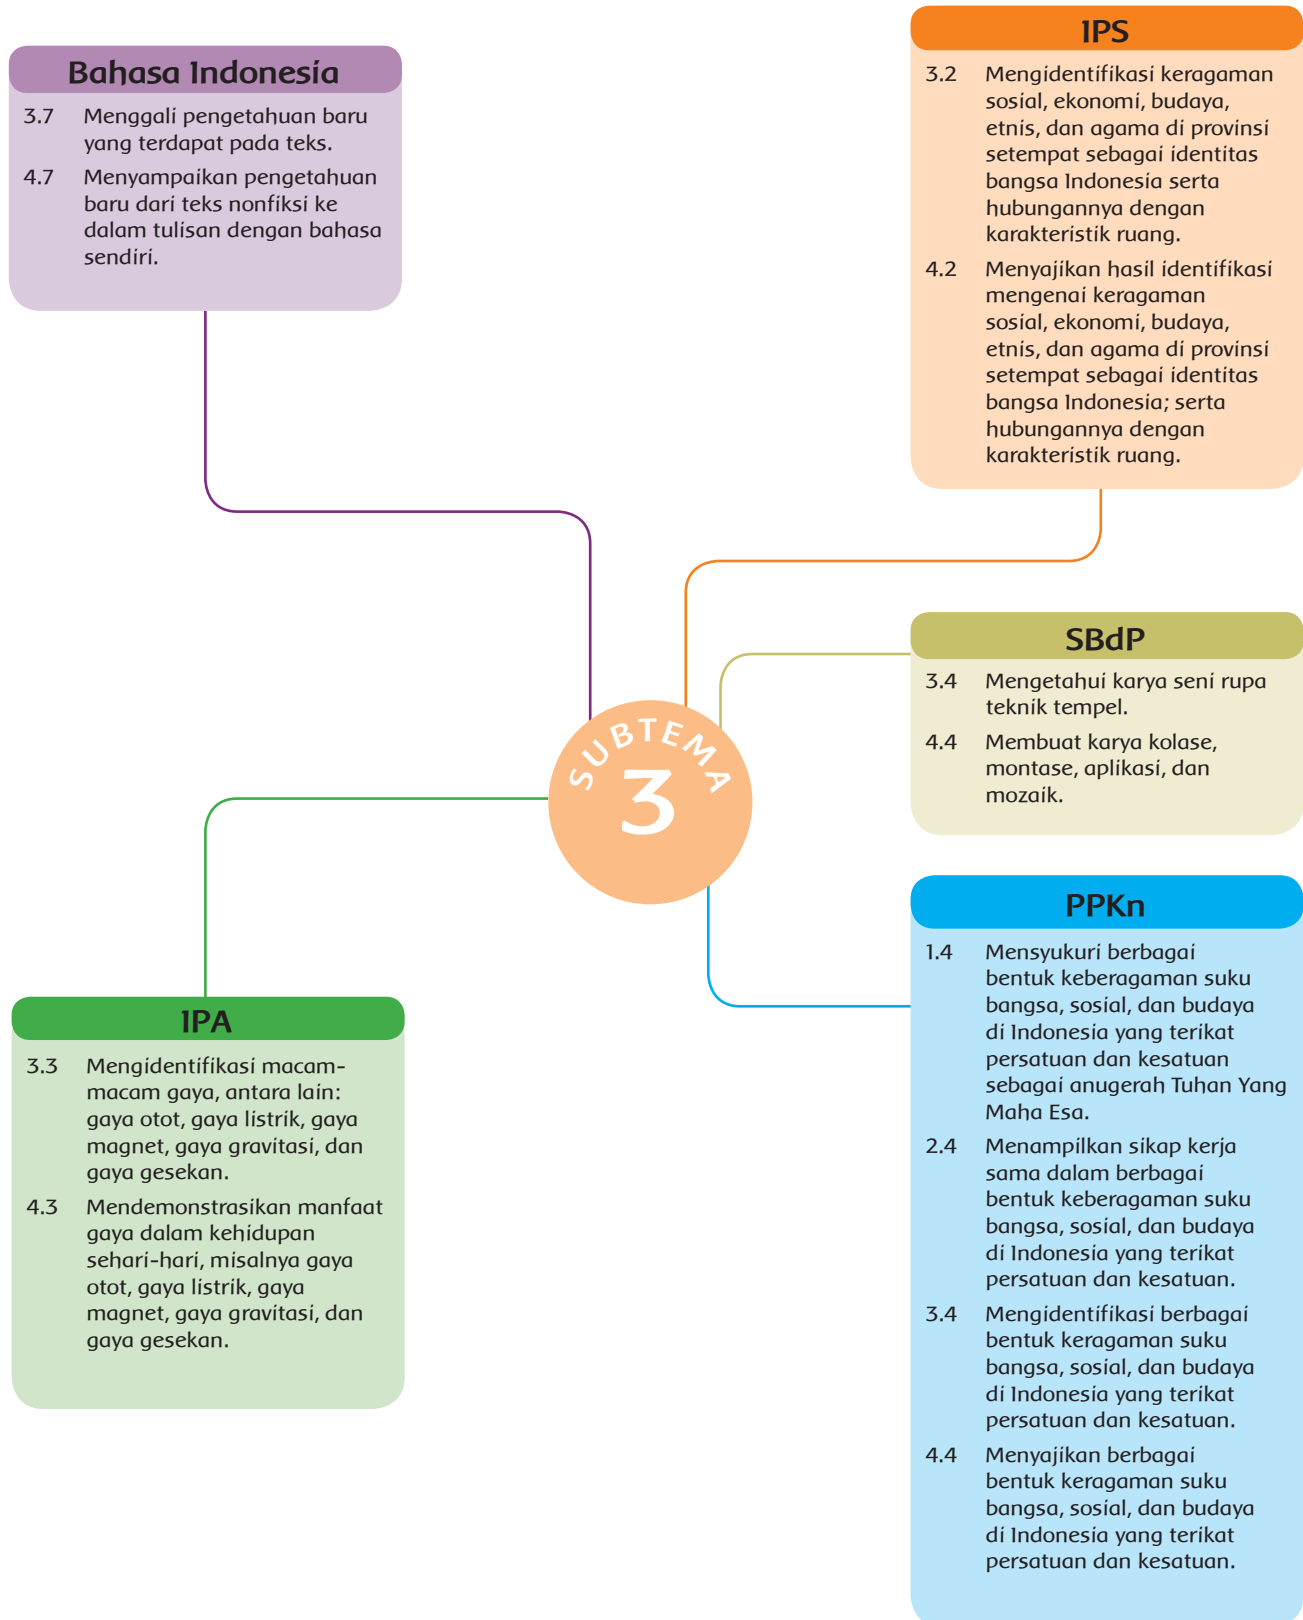 Bahasa Indonesia
3.7 Menggali pengetahuan baru
yang terdapat pada teks.
4.7 Menyampaikan pengetahuan
baru dari teks nonfiksi ke
dalam tulisan dengan bahasa
sendiri.
IPS
3.2 Mengidentifikasi keragaman
sosial, ekonomi, budaya,
etnis, dan agama di provinsi
setempat sebagai identitas
bangsa Indonesia serta
hubungannya dengan
karakteristik ruang.
4.2 Menyajikan hasil identifikasi
mengenai keragaman
sosial, ekonomi, budaya,
etnis, dan agama di provinsi
setempat sebagai identitas
bangsa Indonesia; serta
hubungannya dengan
karakteristik ruang.
SBdP
3.4 Mengetahui karya seni rupa
teknik tempel.
4.4 Membuat karya kolase,
montase, aplikasi, dan
mozaik.
SUBTEMA
3
PPKn
1.4 Mensyukuri berbagai
bentuk keberagaman suku
bangsa, sosial, dan budaya
di Indonesia yang terikat
persatuan dan kesatuan
sebagai anugerah Tuhan Yang
Maha Esa.
2.4 Menampilkan sikap kerja
sama dalam berbagai
bentuk keberagaman suku
bangsa, sosial, dan budaya
di Indonesia yang terikat
persatuan dan kesatuan.
3.4 Mengidentifikasi berbagai
bentuk keragaman suku
bangsa, sosial, dan budaya
di Indonesia yang terikat
persatuan dan kesatuan.
4.4 Menyajikan berbagai
bentuk keragaman suku
bangsa, sosial, dan budaya
di Indonesia yang terikat
persatuan dan kesatuan.
IPA
3.3 Mengidentifikasi macam-
macam gaya, antara lain:
gaya otot, gaya listrik, gaya
magnet, gaya gravitasi, dan
gaya gesekan.
4.3 Mendemonstrasikan manfaat
gaya dalam kehidupan
sehari-hari, misalnya gaya
otot, gaya listrik, gaya
magnet, gaya gravitasi, dan
gaya gesekan.